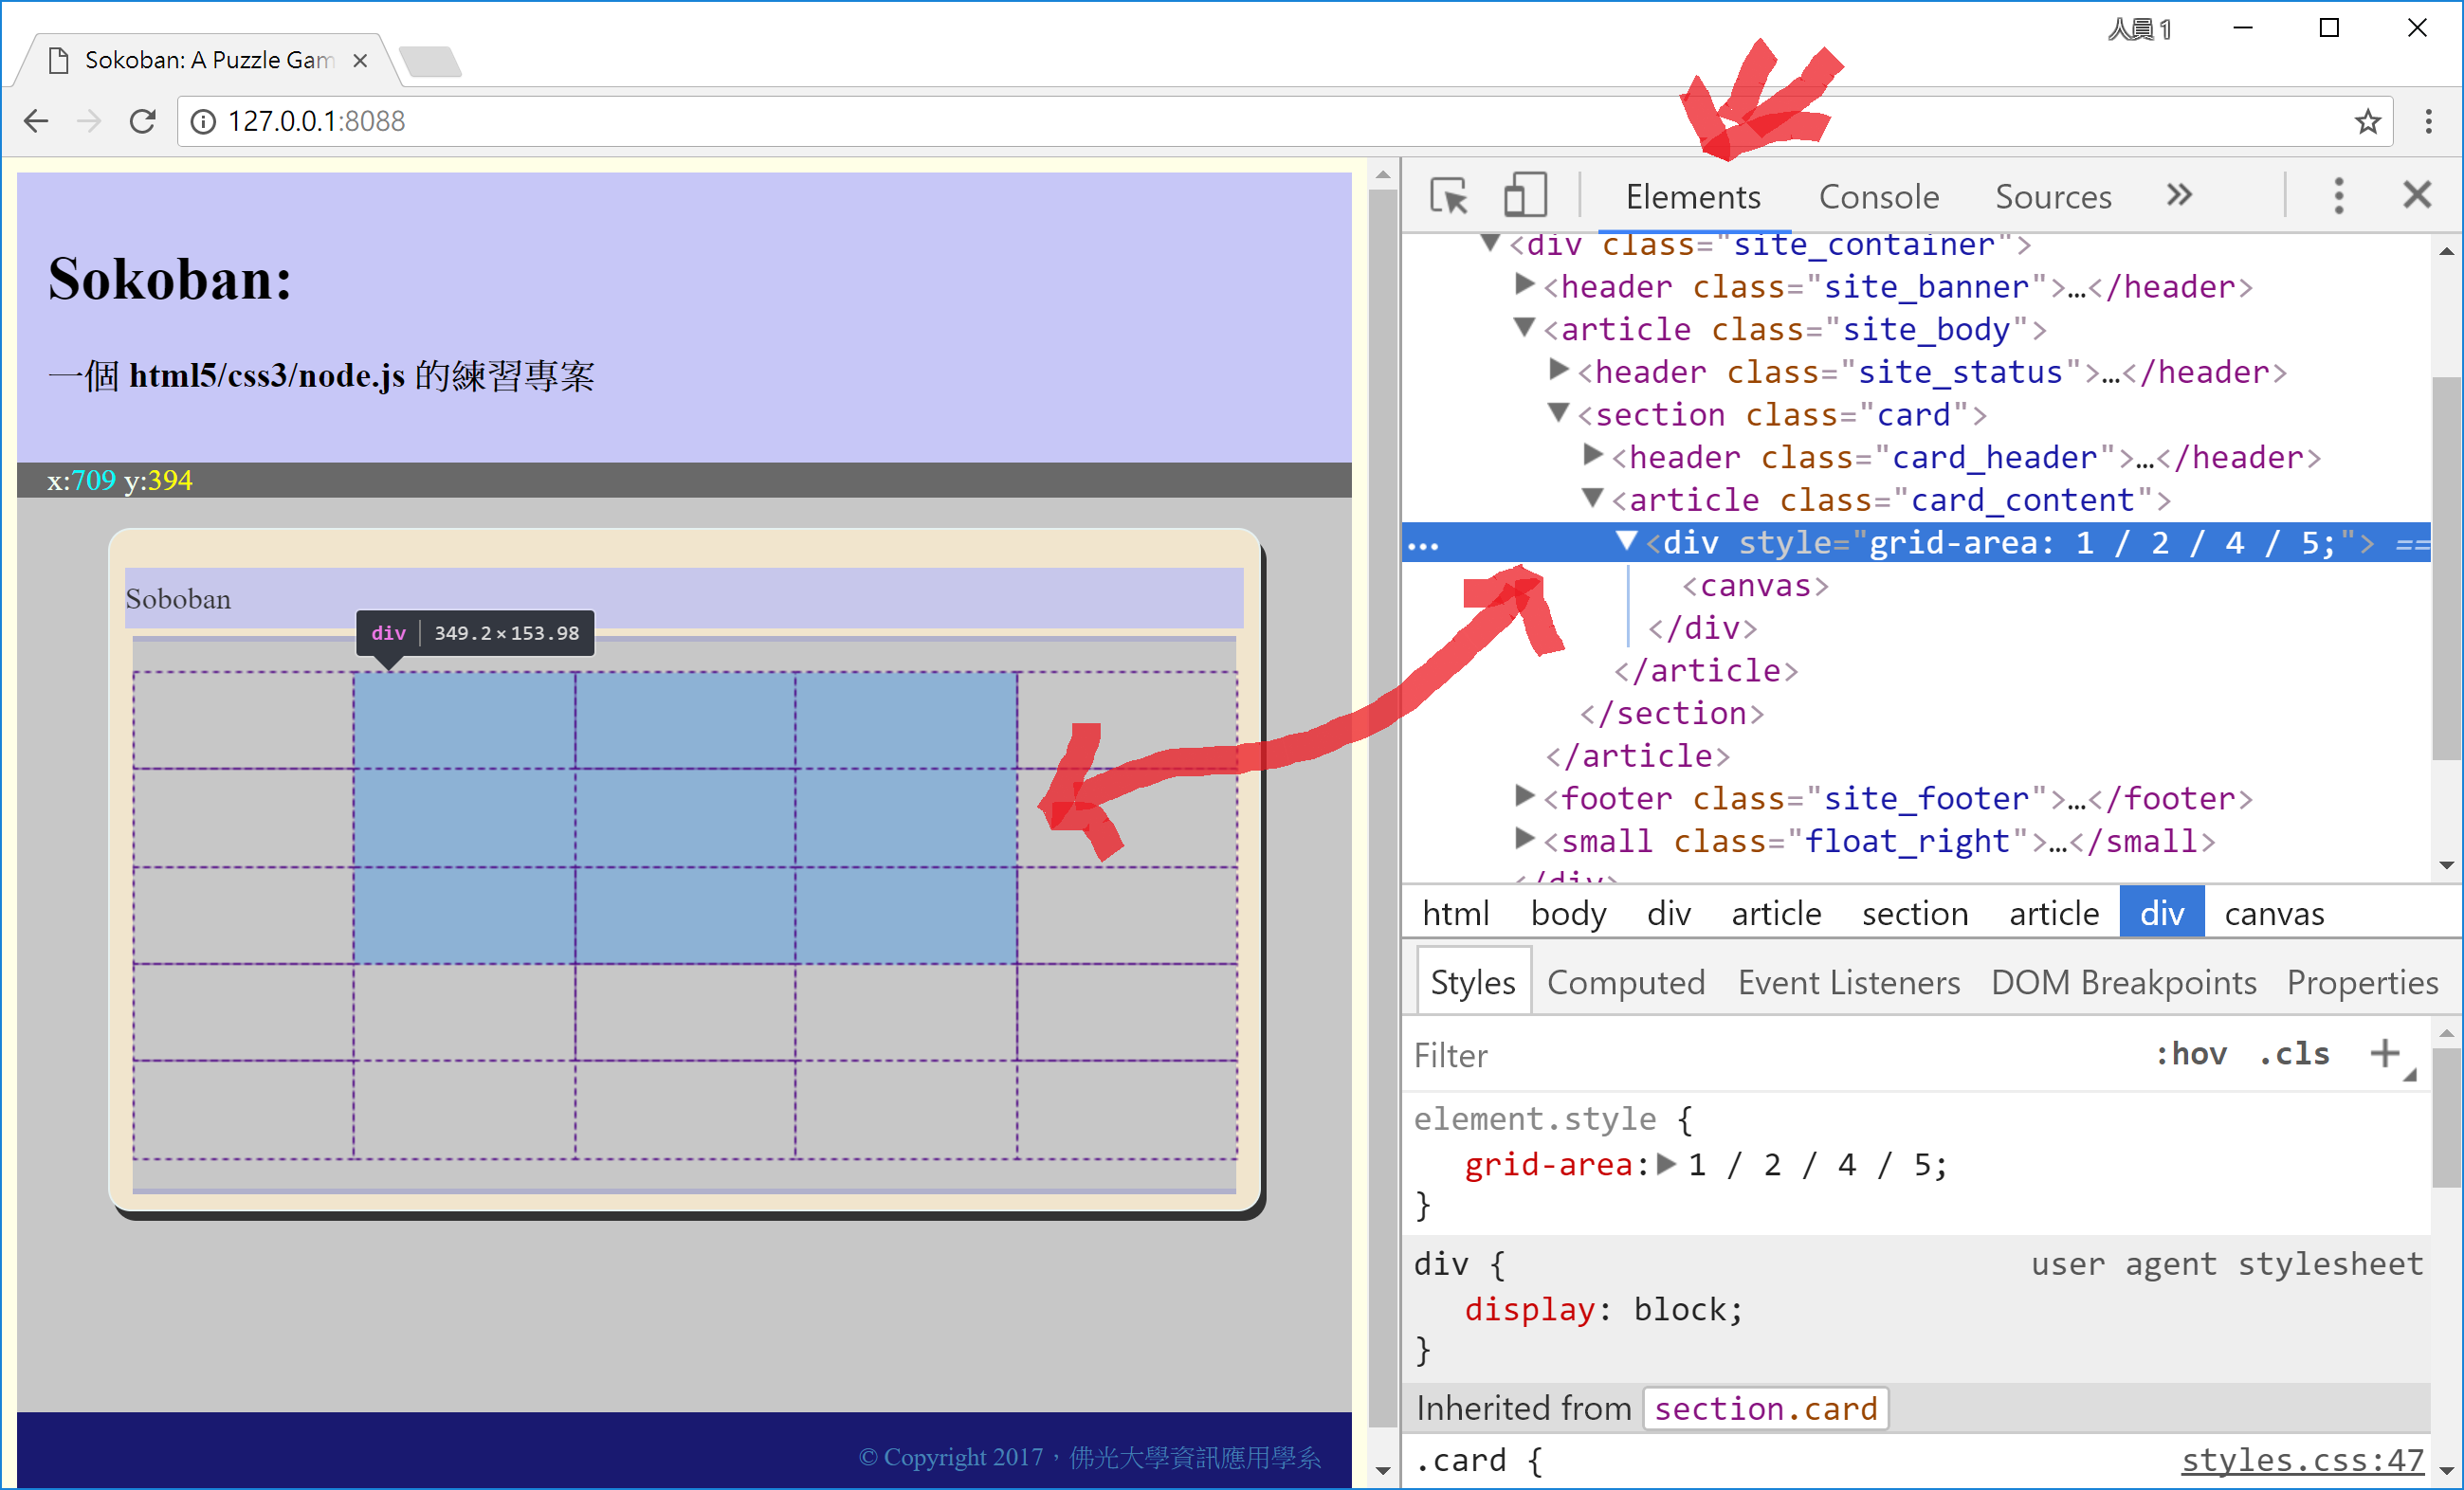 人員 1
Sokoban: A Puzzle Gam
127.0.0.1:8088
Sokoban:
一個 html5/css3/node.js 的練習專案
x:709 y:394
Soboban
div 349.2×153.98
© Copyright 2017，佛光大學資訊應用學系
Elements Console Sources »
<div class="site_container">
<header class="site_banner">…</header>
<article class="site_body">
<header class="site_status">…</header>
<section class="card">
<header class="card_header">…</header>
<article class="card_content">
… <div style="grid-area: 1 / 2 / 4 / 5;"> ==
<canvas>
</div>
</article>
</section>
</article>
<footer class="site_footer">…</footer>
<small class="float_right">…</small>
</div>
html body div article section article div canvas
Styles Computed Event Listeners DOM Breakpoints Properties
Filter :hov .cls +
element.style {
grid-area: 1 / 2 / 4 / 5;
}
div { user agent stylesheet
display: block;
}
Inherited from section.card
.card { styles.css:47